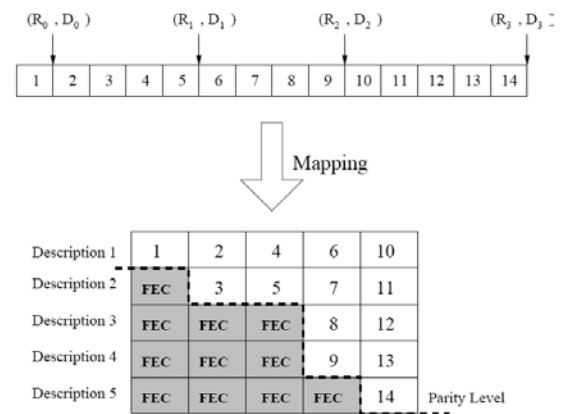 (R0 , D0 ) (R1 , D1 ) (R2 , D2 ) (R3 , D3 )
1 2 3 4 5 6 7 8 9 10 11 12 13 14
Mapping
Description 1 1 2 4 6 10
Description 2 FEC 3 5 7 11
Description 3 FEC FEC FEC 8 12
Description 4 FEC FEC FEC 9 13
Description 5 FEC FEC FEC FEC 14 Parity Level